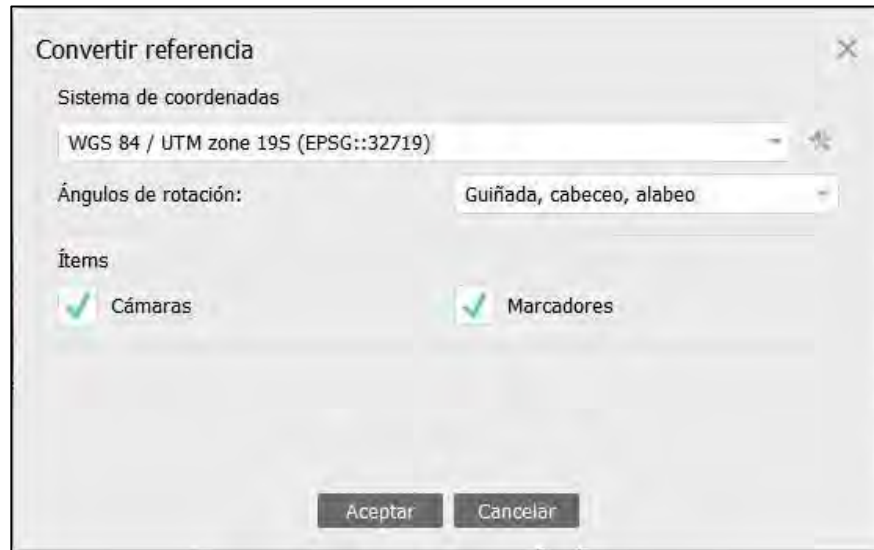 Convertir referencia
Sistema de coordenadas
WGS 84 / UTM zone 19S (EPSG::32719)
Ángulos de rotación: Guiñada, cabeceo, alabeo
Ítems
Cámaras Marcadores
Aceptar Cancelar